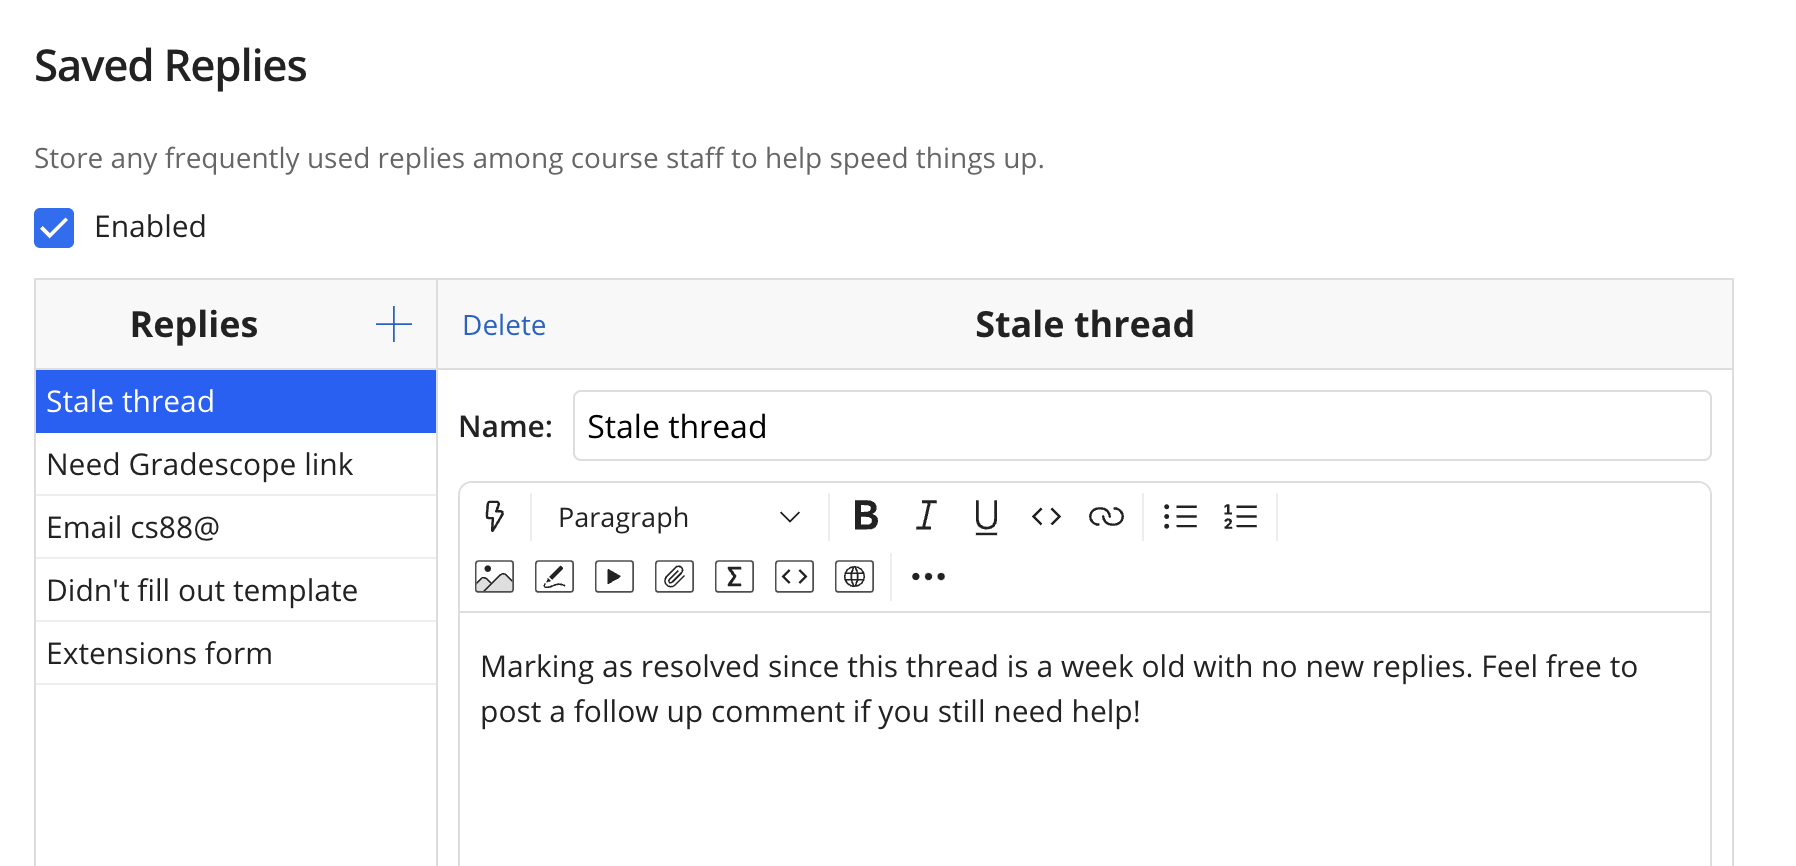 Saved Replies
Store any frequently used replies among course staff to help speed things up.
Enabled
Replies
Delete
Stale thread
Stale thread
Need Gradescope link
Email cs88@
Didn't fill out template
Extensions form
Name: Stale thread
Paragraph
Marking as resolved since this thread is a week old with no new replies. Feel free to
post a follow up comment if you still need help!